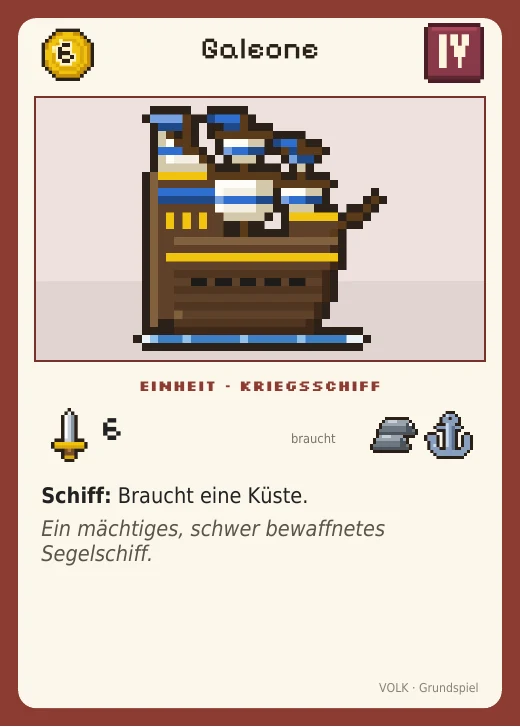 6
Galeone
IV
EINHEIT · KRIEGSSCHIFF
6
braucht
Schiff: Braucht eine Küste.
Ein mächtiges, schwer bewaffnetes
Segelschiff.
VOLK · Grundspiel